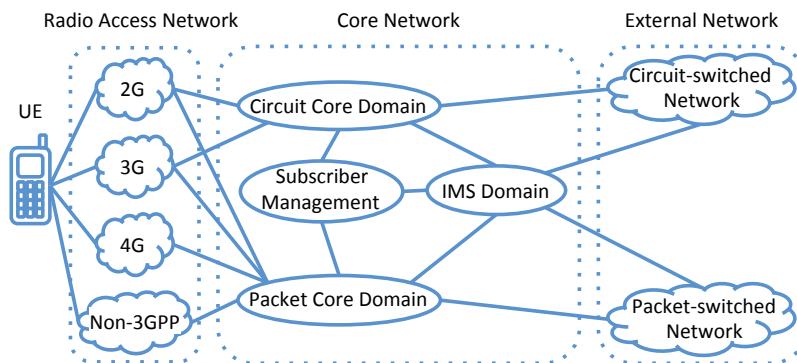 Radio Access Network
Core Network
External Network
UE
2G
3G
4G
Non-3GPP
Circuit Core Domain
Subscriber
Management
IMS Domain
Packet Core Domain
Circuit-switched
Network
Packet-switched
Network